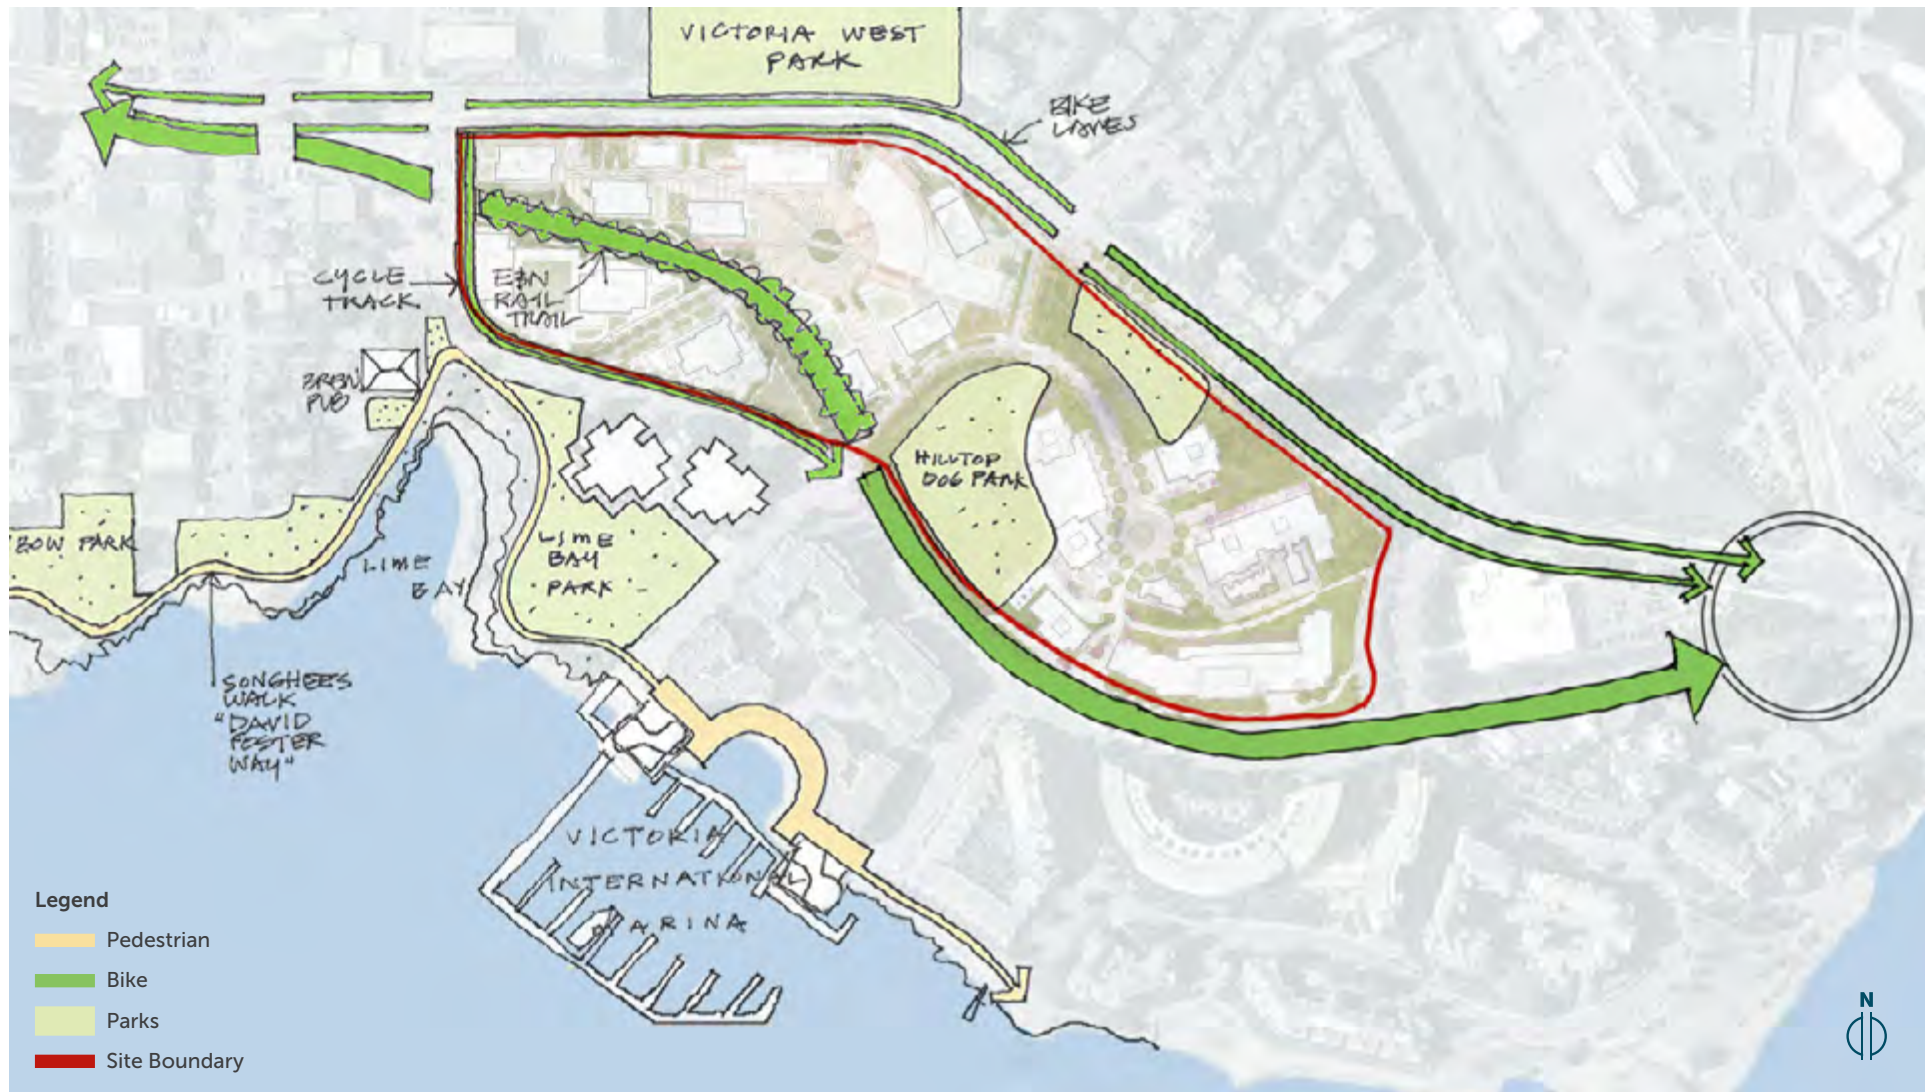 VICTORIA WEST
PARK
BIKE
LANES
CYCLE
TRACK
E&N
RAIL
TRAIL
PUB
HILLTOP
DOG PARK
BOW PARK
LIME
BAY
LIME
BAY
PARK
SONGHEES
WALK
"DAVID
FOSTER
WAY"
VICTORIA
INTERNATIONAL
MARINA
Legend
Pedestrian
Bike
Parks
Site Boundary
N